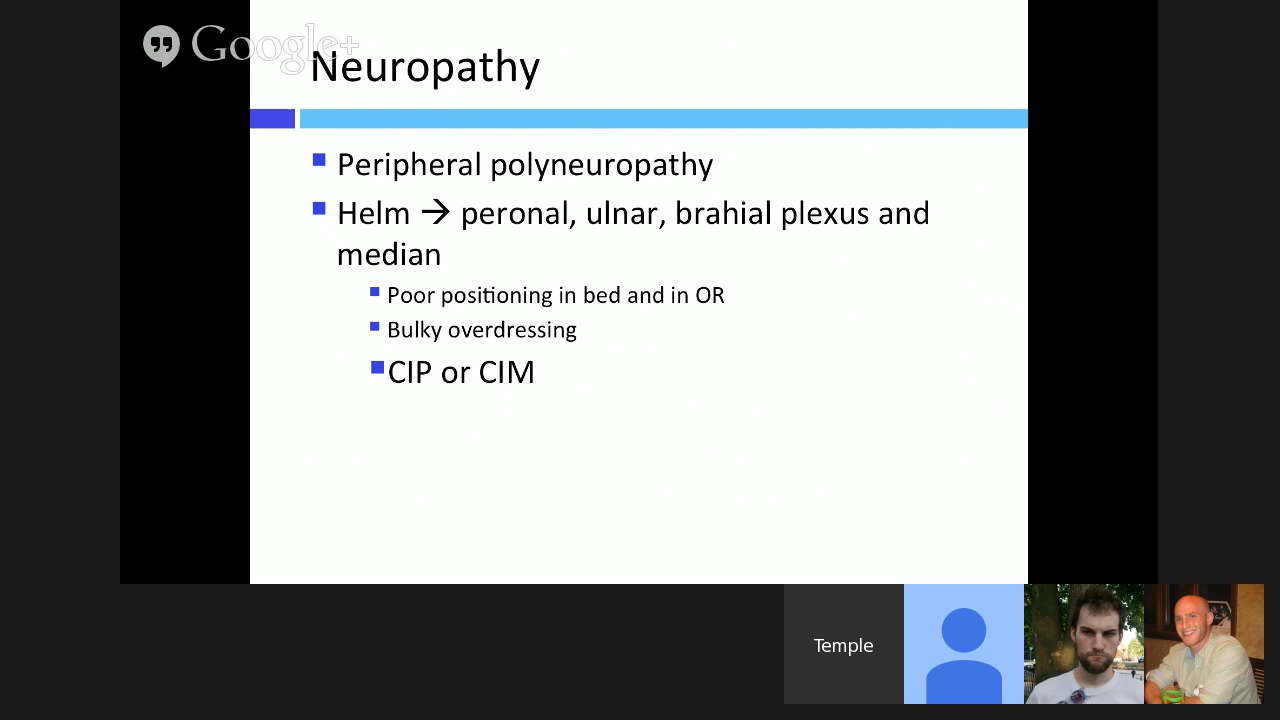 Google+
Neuropathy
Peripheral polyneuropathy
Helm → peronal, ulnar, brahial plexus and
median
Poor positioning in bed and in OR
Bulky overdressing
CIP or CIM
Temple